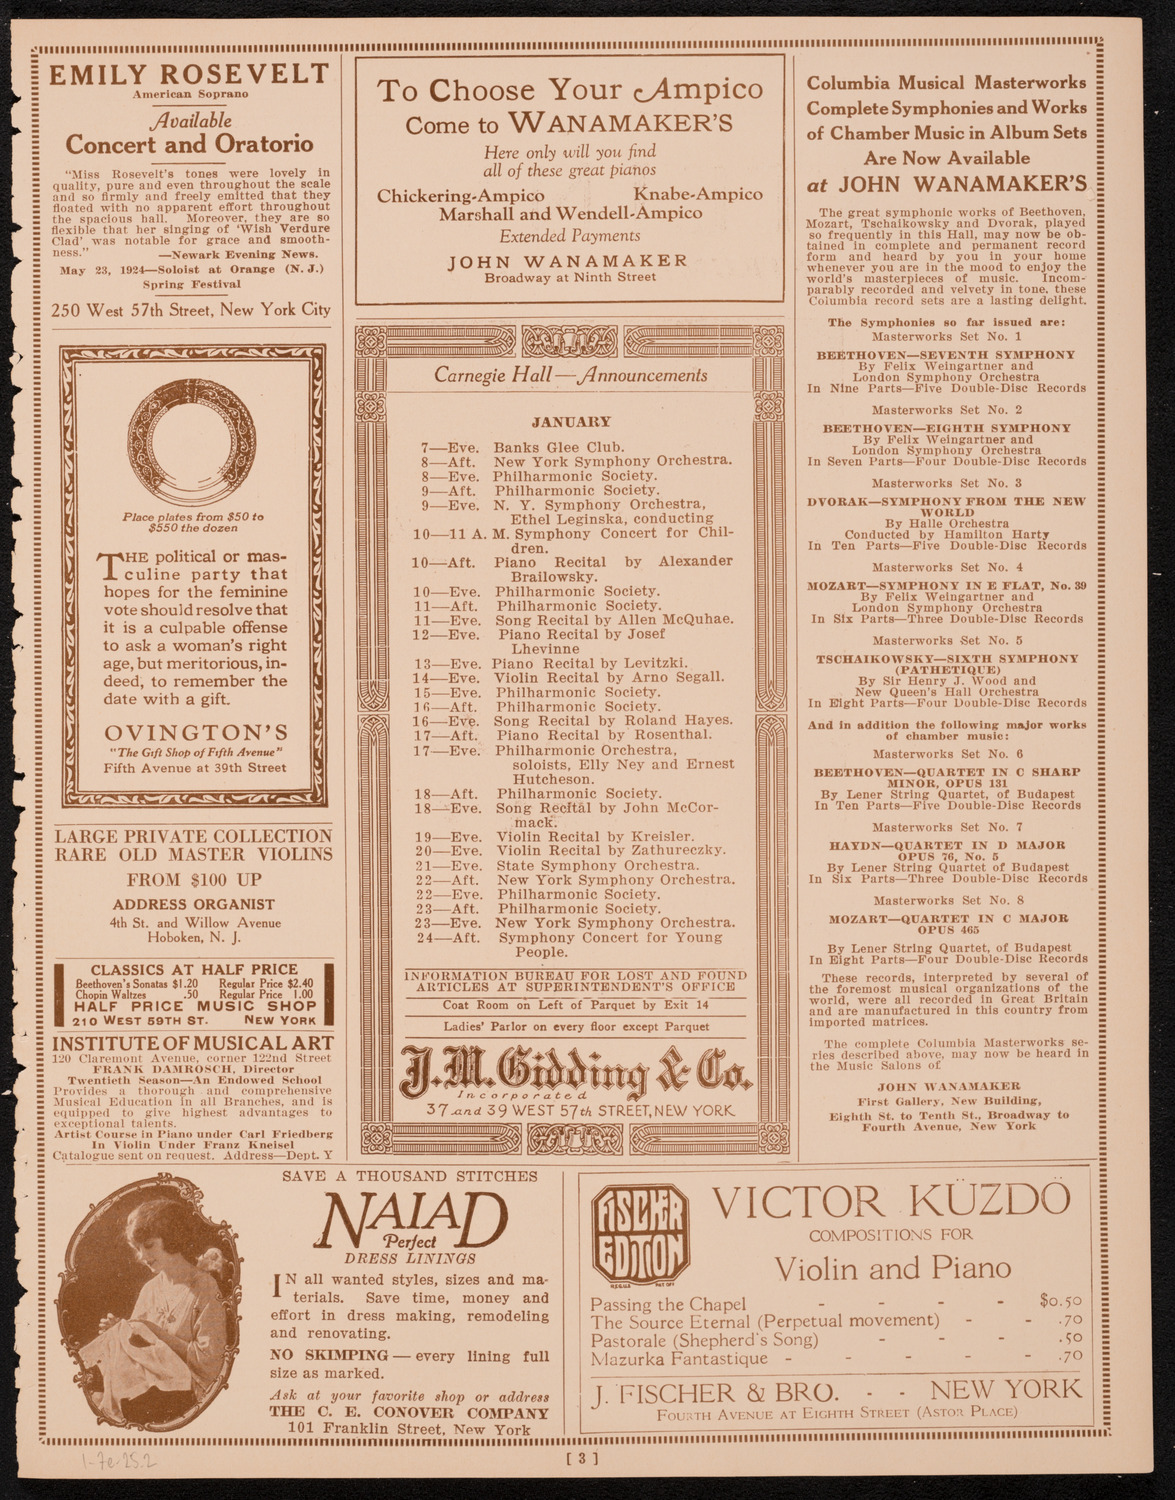 EMILY ROSEVELT
American Soprano
Available
Concert and Oratorio
"Miss Rosevelt's tones were lovely in
quality, pure and even throughout the scale
and so firmly and freely emitted that they
floated with no apparent effort throughout
the spacious hall. Moreover, they are so
flexible that her singing of 'Wish Verdure
Clad' was notable for grace and smooth-
ness." —Newark Evening News.
May 23, 1924—Soloist at Orange (N. J.)
Spring Festival
250 West 57th Street, New York City
Place plates from $50 to
$550 the dozen
THE political or mas-
culine party that
hopes for the feminine
vote should resolve that
it is a culpable offense
to ask a woman's right
age, but meritorious, in-
deed, to remember the
date with a gift.
OVINGTON'S
"The Gift Shop of Fifth Avenue"
Fifth Avenue at 39th Street
LARGE PRIVATE COLLECTION
RARE OLD MASTER VIOLINS
FROM $100 UP
ADDRESS ORGANIST
4th St. and Willow Avenue
Hoboken, N. J.
CLASSICS AT HALF PRICE
Beethoven's Sonatas $1.20 Regular Price $2.40
Chopin Waltzes .50 Regular Price 1.00
HALF PRICE MUSIC SHOP
210 WEST 59TH ST. NEW YORK
INSTITUTE OF MUSICAL ART
120 Claremont Avenue, corner 122nd Street
FRANK DAMROSCH, Director
Twentieth Season—An Endowed School
Provides a thorough and comprehensive
Musical Education in all Branches, and is
equipped to give highest advantages to
exceptional talents.
Artist Course in Piano under Carl Friedberg
In Violin Under Franz Kneisel
Catalogue sent on request. Address—Dept. Y
To Choose Your Ampico
Come to WANAMAKER'S
Here only will you find
all of these great pianos
Chickering-Ampico Knabe-Ampico
Marshall and Wendell-Ampico
Extended Payments
JOHN WANAMAKER
Broadway at Ninth Street
Carnegie Hall—Announcements
JANUARY
7—Eve. Banks Glee Club.
8—Aft. New York Symphony Orchestra.
8—Eve. Philharmonic Society.
9—Aft. Philharmonic Society.
9—Eve. N. Y. Symphony Orchestra,
Ethel Leginska, conducting
10—11 A. M. Symphony Concert for Chil-
dren.
10—Aft. Piano Recital by Alexander
Brailowsky.
10—Eve. Philharmonic Society.
11—Aft. Philharmonic Society.
11—Eve. Song Recital by Allen McQuhae.
12—Eve. Piano Recital by Josef
Lhevinne
13—Eve. Piano Recital by Levitzki.
14—Eve. Violin Recital by Arno Segall.
15—Eve. Philharmonic Society.
16—Aft. Philharmonic Society.
16—Eve. Song Recital by Roland Hayes.
17—Aft. Piano Recital by Rosenthal.
17—Eve. Philharmonic Orchestra,
soloists, Elly Ney and Ernest
Hutcheson.
18—Aft. Philharmonic Society.
18—Eve. Song Recital by John McCor-
mack.
19—Eve. Violin Recital by Kreisler.
20—Eve. Violin Recital by Zathureczky.
21—Eve. State Symphony Orchestra.
22—Aft. New York Symphony Orchestra.
22—Eve. Philharmonic Society.
23—Aft. Philharmonic Society.
23—Eve. New York Symphony Orchestra.
24—Aft. Symphony Concert for Young
People.
INFORMATION BUREAU FOR LOST AND FOUND
ARTICLES AT SUPERINTENDENT'S OFFICE
Coat Room on Left of Parquet by Exit 14
Ladies' Parlor on every floor except Parquet
J.M. Gidding & Co.
Incorporated
37 and 39 WEST 57th STREET, NEW YORK
Columbia Musical Masterworks
Complete Symphonies and Works
of Chamber Music in Album Sets
Are Now Available
at JOHN WANAMAKER'S
The great symphonic works of Beethoven,
Mozart, Tschaikowsky and Dvorak, played
so frequently in this Hall, may now be ob-
tained in complete and permanent record
form and heard by you in your home
whenever you are in the mood to enjoy the
world's masterpieces of music. Incom-
parably recorded and velvety in tone, these
Columbia record sets are a lasting delight.
The Symphonies so far issued are:
Masterworks Set No. 1
BEETHOVEN—SEVENTH SYMPHONY
By Felix Weingartner and
London Symphony Orchestra
In Nine Parts—Five Double-Disc Records
Masterworks Set No. 2
BEETHOVEN—EIGHTH SYMPHONY
By Felix Weingartner and
London Symphony Orchestra
In Seven Parts—Four Double-Disc Records
Masterworks Set No. 3
DVORAK—SYMPHONY FROM THE NEW
WORLD
By Halle Orchestra
Conducted by Hamilton Harty
In Ten Parts—Five Double-Disc Records
Masterworks Set No. 4
MOZART—SYMPHONY IN E FLAT, No. 39
By Felix Weingartner and
London Symphony Orchestra
In Six Parts—Three Double-Disc Records
Masterworks Set No. 5
TSCHAIKOWSKY—SIXTH SYMPHONY
(PATHETIQUE)
By Sir Henry J. Wood and
New Queen's Hall Orchestra
In Eight Parts—Four Double-Disc Records
And in addition the following major works
of chamber music:
Masterworks Set No. 6
BEETHOVEN—QUARTET IN C SHARP
MINOR, OPUS 131
By Lener String Quartet, of Budapest
In Ten Parts—Five Double-Disc Records
Masterworks Set No. 7
HAYDN—QUARTET IN D MAJOR
OPUS 76, No. 5
By Lener String Quartet of Budapest
In Six Parts—Three Double-Disc Records
Masterworks Set No. 8
MOZART—QUARTET IN C MAJOR
OPUS 465
By Lener String Quartet, of Budapest
In Eight Parts—Four Double-Disc Records
These records, interpreted by several of
the foremost musical organizations of the
world, were all recorded in Great Britain
and are manufactured in this country from
imported matrices.
The complete Columbia Masterworks se-
ries described above, may now be heard in
the Music Salons of
JOHN WANAMAKER
First Gallery, New Building,
Eighth St. to Tenth St., Broadway to
Fourth Avenue, New York
SAVE A THOUSAND STITCHES
NAIAD
Perfect
DRESS LININGS
IN all wanted styles, sizes and ma-
terials. Save time, money and
effort in dress making, remodeling
and renovating.
NO SKIMPING—every lining full
size as marked.
Ask at your favorite shop or address
THE C. E. CONOVER COMPANY
101 Franklin Street, New York
FISCHER
EDITION
REG.U.S. PAT. OFF.
VICTOR KÜZDÖ
COMPOSITIONS FOR
Violin and Piano
Passing the Chapel - - - - $0.50
The Source Eternal (Perpetual movement) - - .70
Pastorale (Shepherd's Song) - - - .50
Mazurka Fantastique - - - - - .70
J. FISCHER & BRO. - - NEW YORK
FOURTH AVENUE AT EIGHTH STREET (ASTOR PLACE)
[ 3 ]
1-7e-25.2